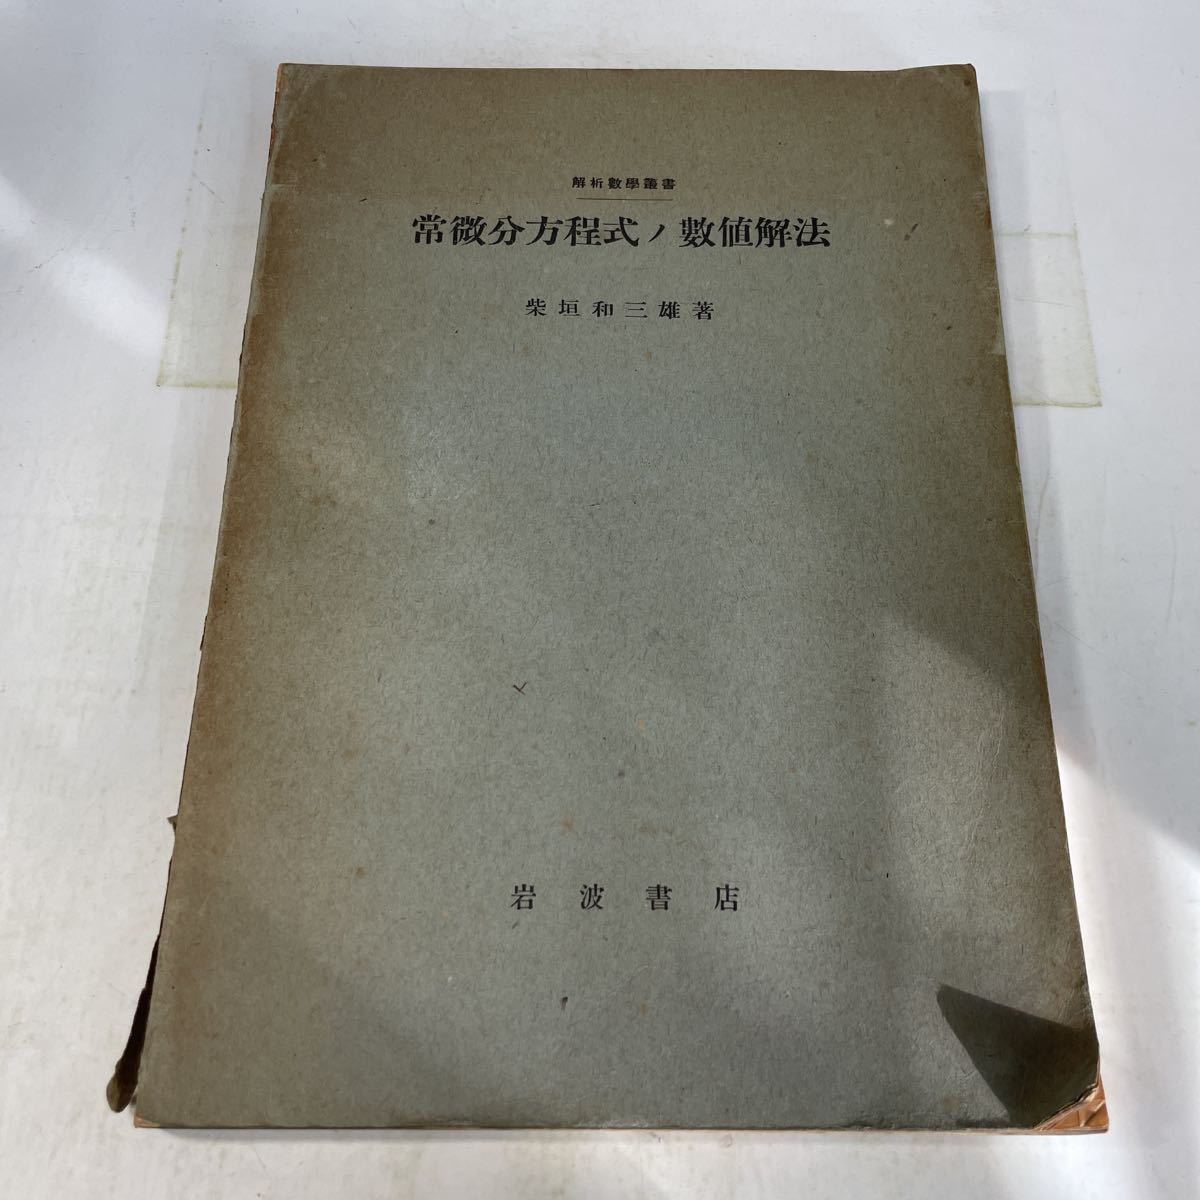 解析數學叢書
常微分方程式ノ數値解法
柴垣和三雄著
岩波書店